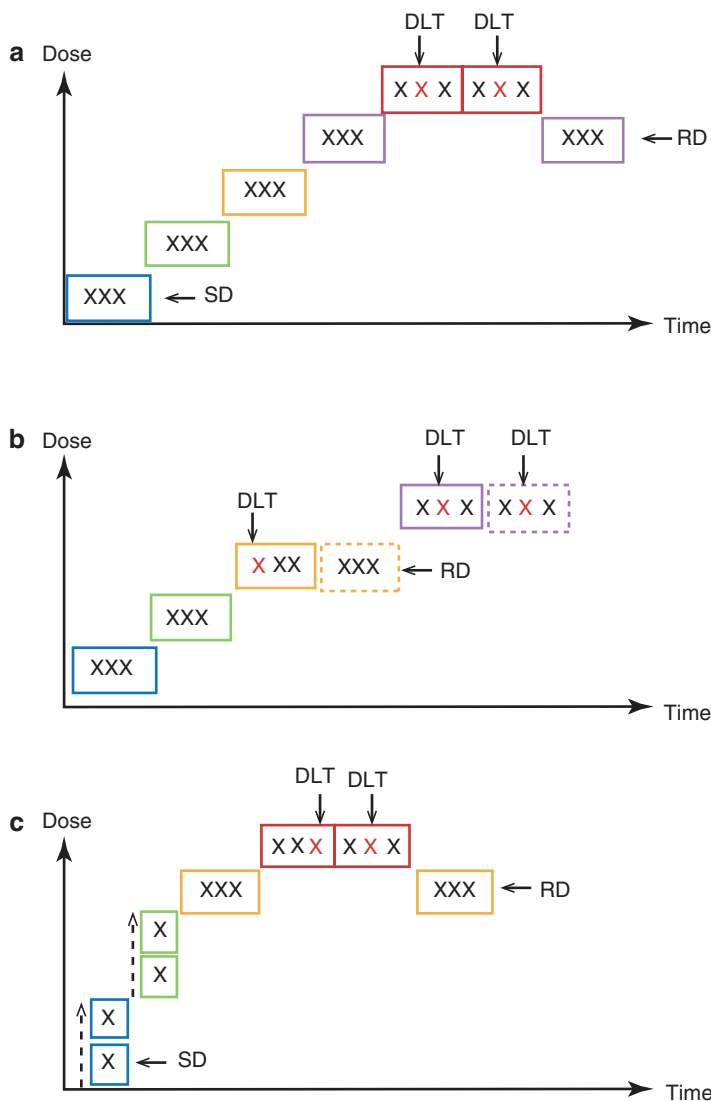 DLT DLT
a Dose
X X X X X X
XXX XXX RD
XXX
XXX
XXX SD
Time
b Dose
DLT DLT
X X X X X X
DLT
X XX XXX RD
XXX
XXX
Time
DLT DLT
c Dose
X X X X X X
XXX XXX RD
X
X
X
X SD
Time